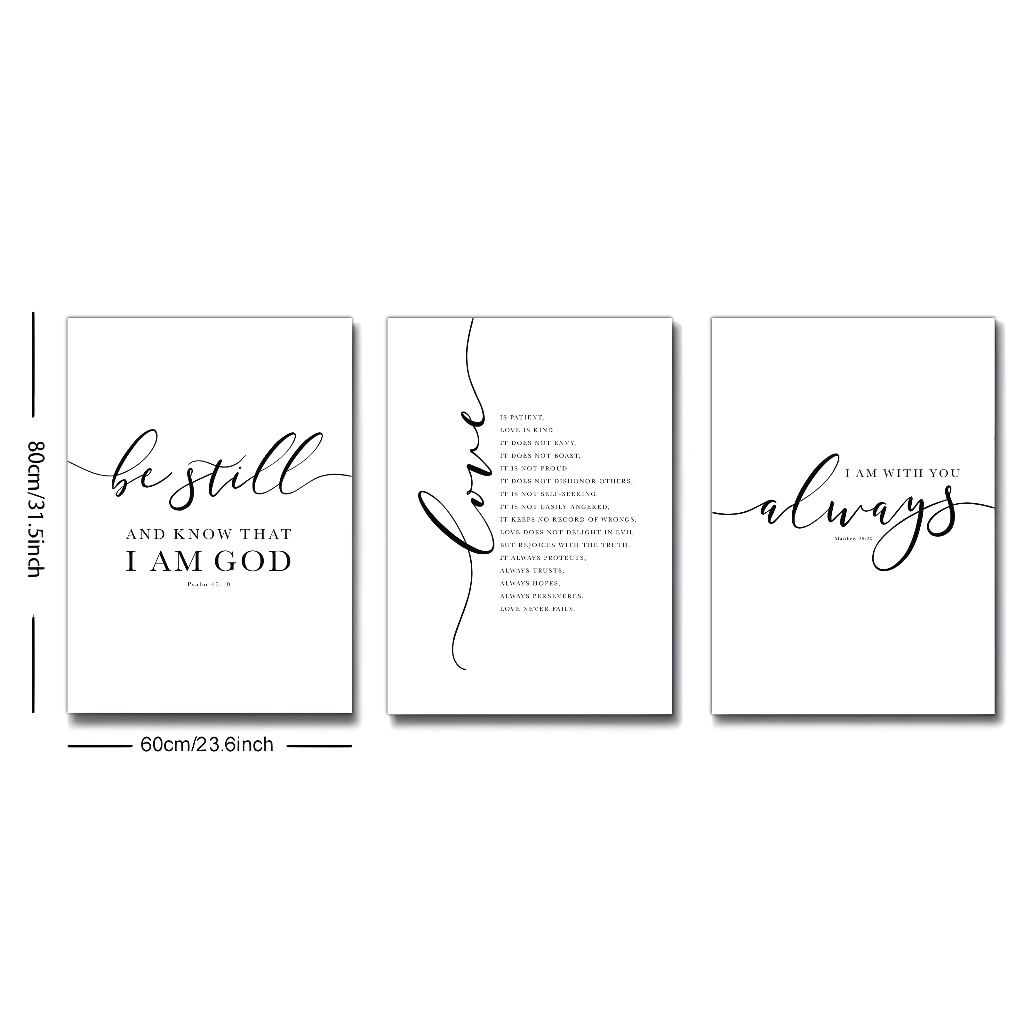 80cm/31.5inch
be still
AND KNOW THAT
I AM GOD
60cm/23.6inch
love
IS PATIENT,
LOVE IS KIND
IT DOES NOT ENVY,
IT DOES NOT BOAST,
IT IS NOT PROUD
IT DOES NOT DISHONOR OTHERS,
IT IS NOT SELF-SEEKING,
IT IS NOT EASILY ANGERED,
IT KEEPS NO RECORD OF WRONGS.
LOVE DOES NOT DELIGHT IN EVIL
BUT REJOICES WITH THE TRUTH.
IT ALWAYS PROTECTS,
ALWAYS TRUSTS,
ALWAYS HOPES,
ALWAYS PERSEVERES.
LOVE NEVER FAILS.
I AM WITH YOU
always
Matthew 28:20